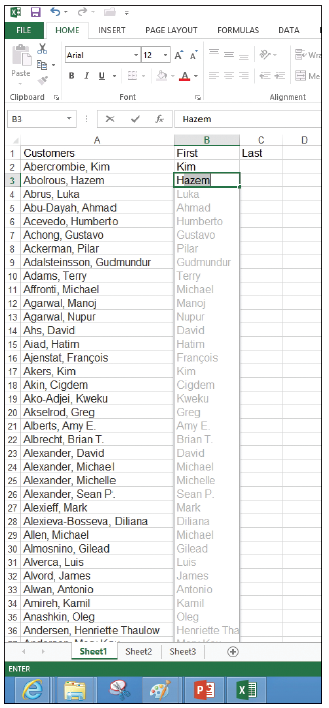 FILE HOME INSERT PAGE LAYOUT FORMULAS DATA
Arial 12 A A
Paste B I U A Me
Clipboard Font Alignment
B3 fx Hazem
A B C D
1 Customers First Last
2 Abercrombie, Kim Kim
3 Abolrous, Hazem Hazem
4 Abrus, Luka Luka
5 Abu-Dayah, Ahmad Ahmad
6 Acevedo, Humberto Humberto
7 Achong, Gustavo Gustavo
8 Ackerman, Pilar Pilar
9 Adalsteinsson, Gudmundur Gudmundur
10 Adams, Terry Terry
11 Affronti, Michael Michael
12 Agarwal, Manoj Manoj
13 Agarwal, Nupur Nupur
14 Ahs, David David
15 Aiad, Hatim Hatim
16 Ajenstat, François François
17 Akers, Kim Kim
18 Akin, Cigdem Cigdem
19 Ako-Adjei, Kweku Kweku
20 Akselrod, Greg Greg
21 Alberts, Amy E. Amy E.
22 Albrecht, Brian T. Brian T.
23 Alexander, David David
24 Alexander, Michael Michael
25 Alexander, Michelle Michelle
26 Alexander, Sean P. Sean P.
27 Alexieff, Mark Mark
28 Alexieva-Bosseva, Diliana Diliana
29 Allen, Michael Michael
30 Almosnino, Gilead Gilead
31 Alverca, Luis Luis
32 Alvord, James James
33 Alwan, Antonio Antonio
34 Amireh, Kamil Kamil
35 Anashkin, Oleg Oleg
36 Andersen, Henriette Thaulow Henriette Tha
Sheet1 Sheet2 Sheet3
ENTER